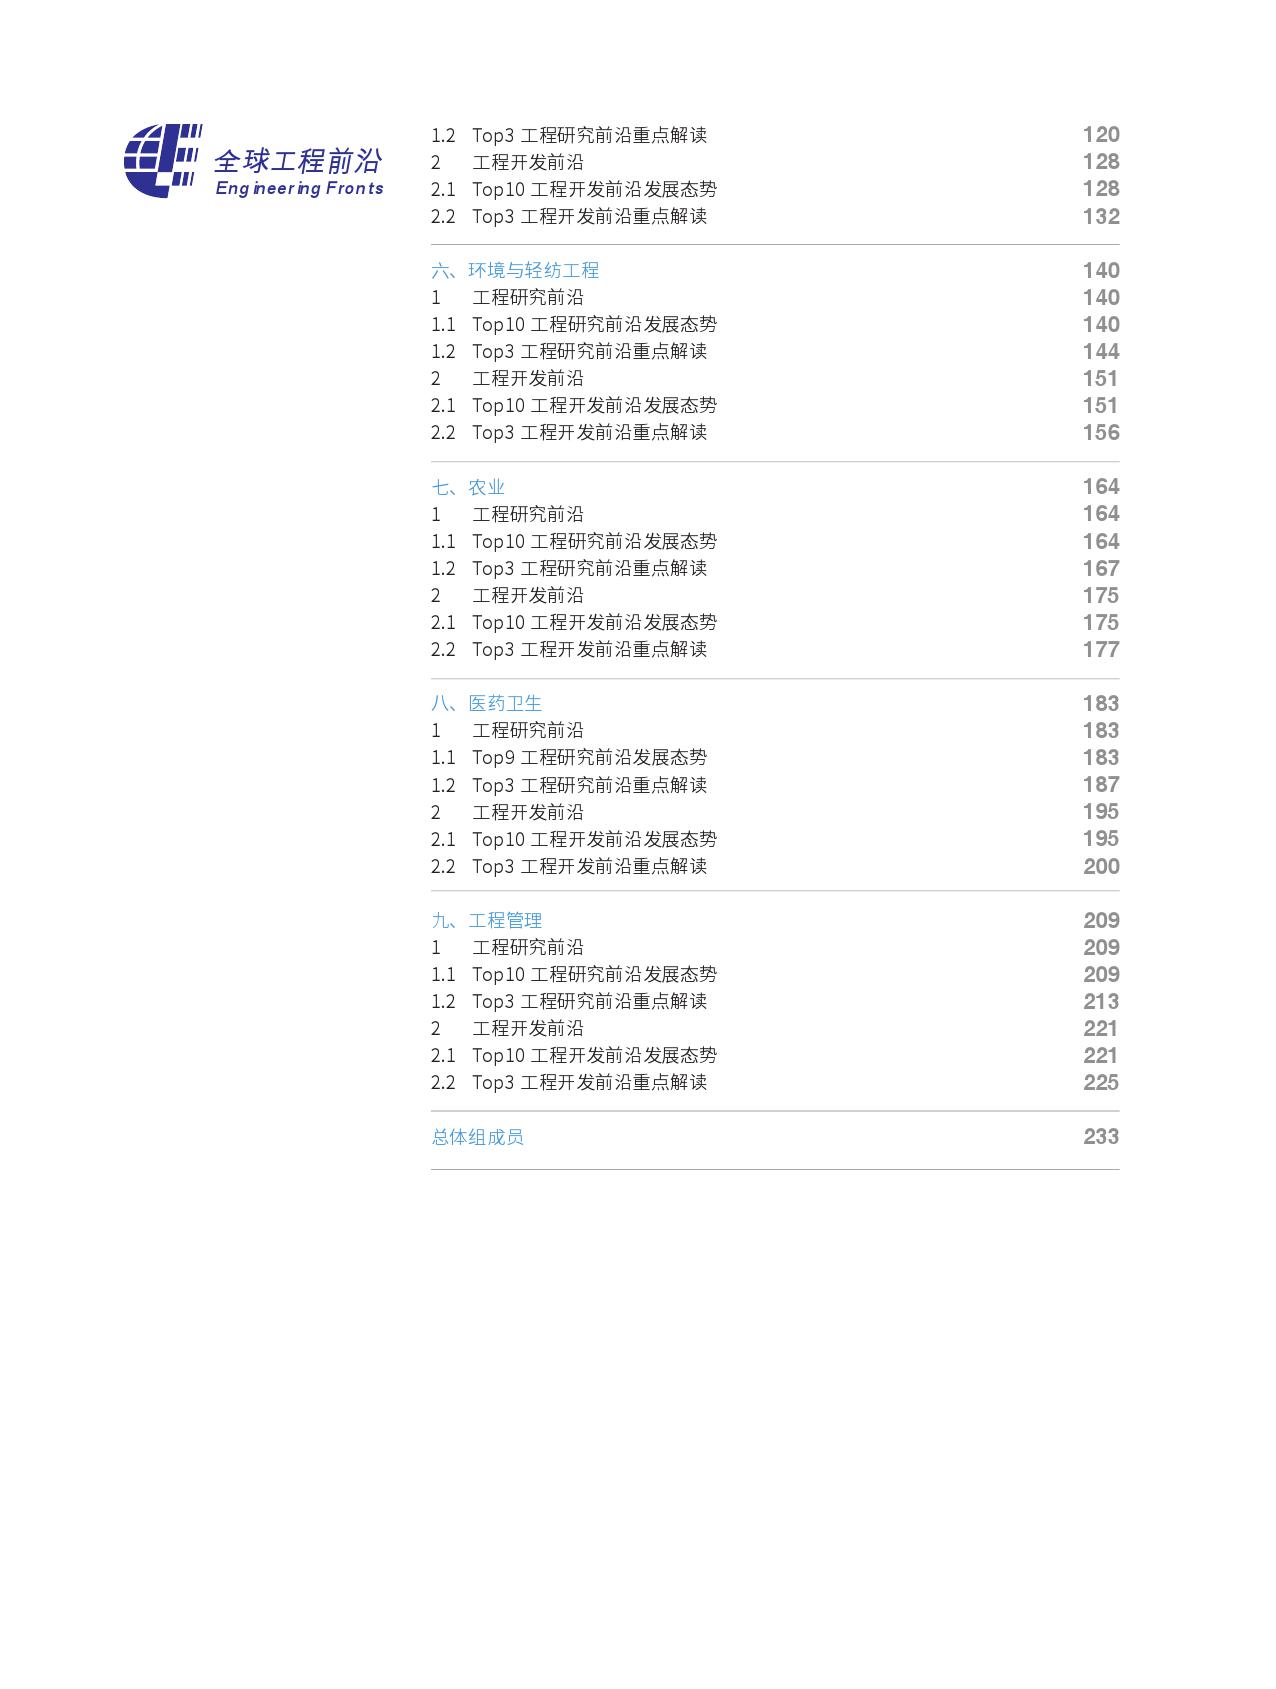 全球工程前沿
Engineering Fronts
1.2 Top3 工程研究前沿重点解读 120
2 工程开发前沿 128
2.1 Top10 工程开发前沿发展态势 128
2.2 Top3 工程开发前沿重点解读 132
六、环境与轻纺工程 140
1 工程研究前沿 140
1.1 Top10 工程研究前沿发展态势 140
1.2 Top3 工程研究前沿重点解读 144
2 工程开发前沿 151
2.1 Top10 工程开发前沿发展态势 151
2.2 Top3 工程开发前沿重点解读 156
七、农业 164
1 工程研究前沿 164
1.1 Top10 工程研究前沿发展态势 164
1.2 Top3 工程研究前沿重点解读 167
2 工程开发前沿 175
2.1 Top10 工程开发前沿发展态势 175
2.2 Top3 工程开发前沿重点解读 177
八、医药卫生 183
1 工程研究前沿 183
1.1 Top9 工程研究前沿发展态势 183
1.2 Top3 工程研究前沿重点解读 187
2 工程开发前沿 195
2.1 Top10 工程开发前沿发展态势 195
2.2 Top3 工程开发前沿重点解读 200
九、工程管理 209
1 工程研究前沿 209
1.1 Top10 工程研究前沿发展态势 209
1.2 Top3 工程研究前沿重点解读 213
2 工程开发前沿 221
2.1 Top10 工程开发前沿发展态势 221
2.2 Top3 工程开发前沿重点解读 225
总体组成员 233